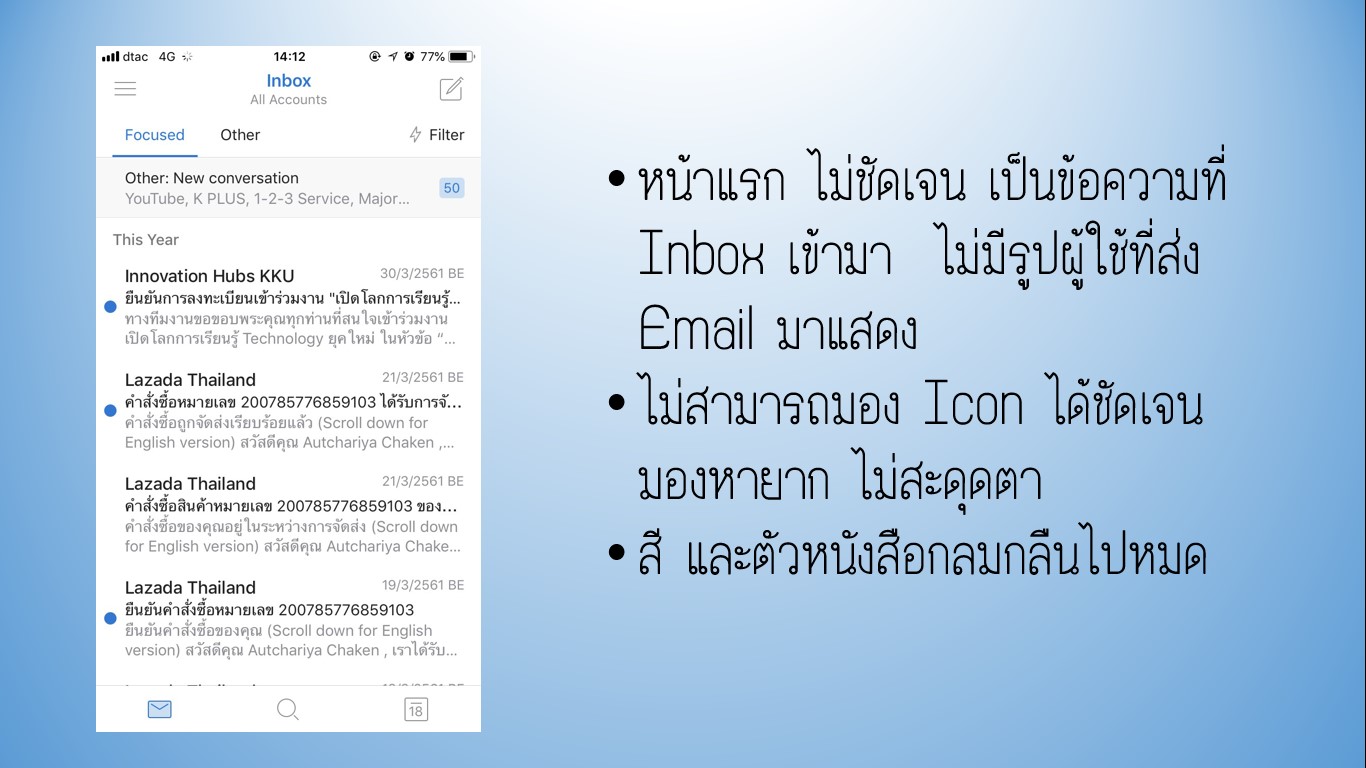 dtac 4G 14:12 77%
Inbox
All Accounts
Focused Other Filter
Other: New conversation
YouTube, K PLUS, 1-2-3 Service, Major... 50
This Year
Innovation Hubs KKU 30/3/2561 BE
ยืนยันการลงทะเบียนเข้าร่วมงาน "เปิดโลกการเรียนรู้...
ทางทีมงานขอขอบพระคุณทุกท่านที่สนใจเข้าร่วมงาน
เปิดโลกการเรียนรู้ Technology ยุคใหม่ ในหัวข้อ “...
Lazada Thailand 21/3/2561 BE
คำสั่งซื้อหมายเลข 200785776859103 ได้รับการจั...
คำสั่งซื้อถูกจัดส่งเรียบร้อยแล้ว (Scroll down for
English version) สวัสดีคุณ Autchariya Chaken ,...
Lazada Thailand 21/3/2561 BE
คำสั่งซื้อสินค้าหมายเลข 200785776859103 ของ...
คำสั่งซื้อของคุณอยู่ในระหว่างการจัดส่ง (Scroll down
for English version) สวัสดีคุณ Autchariya Chake...
Lazada Thailand 19/3/2561 BE
ยืนยันคำสั่งซื้อหมายเลข 200785776859103
ยืนยันคำสั่งซื้อของคุณ (Scroll down for English
version) สวัสดีคุณ Autchariya Chaken , เราได้รับ...
18
• หน้าแรก ไม่ชัดเจน เป็นข้อความที่
Inbox เข้ามา ไม่มีรูปผู้ใช้ที่ส่ง
Email มาแสดง
• ไม่สามารถมอง Icon ได้ชัดเจน
มองหายาก ไม่สะดุดตา
• สี และตัวหนังสือกลมกลืนไปหมด